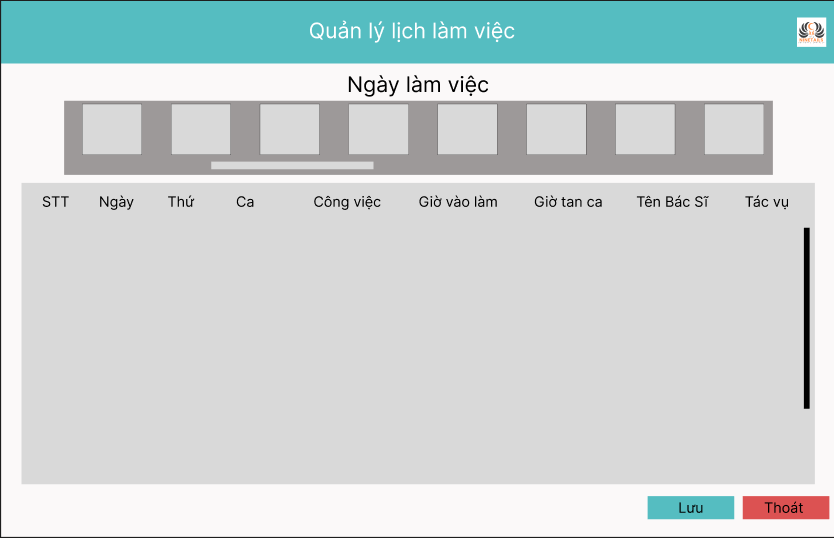 Quản lý lịch làm việc
Ngày làm việc
STT Ngày Thứ Ca Công việc Giờ vào làm Giờ tan ca Tên Bác Sĩ Tác vụ
Lưu Thoát